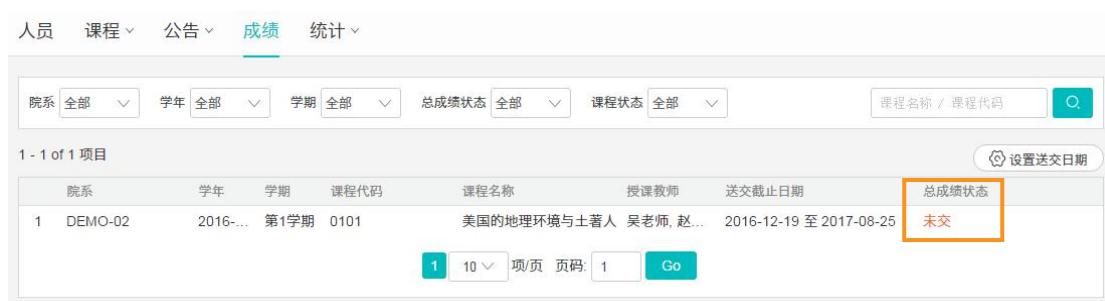 人员 课程 公告 成绩 统计
院系 全部 学年 全部 学期 全部 总成绩状态 全部 课程状态 全部 课程名称 / 课程代码
1 - 1 of 1 项目 设置送交日期
院系 学年 学期 课程代码 课程名称 授课教师 送交截止日期 总成绩状态
1 DEMO-02 2016-... 第1学期 0101 美国的地理环境与土著人 吴老师, 赵... 2016-12-19 至 2017-08-25 未交
1 10 项/页 页码: 1 Go